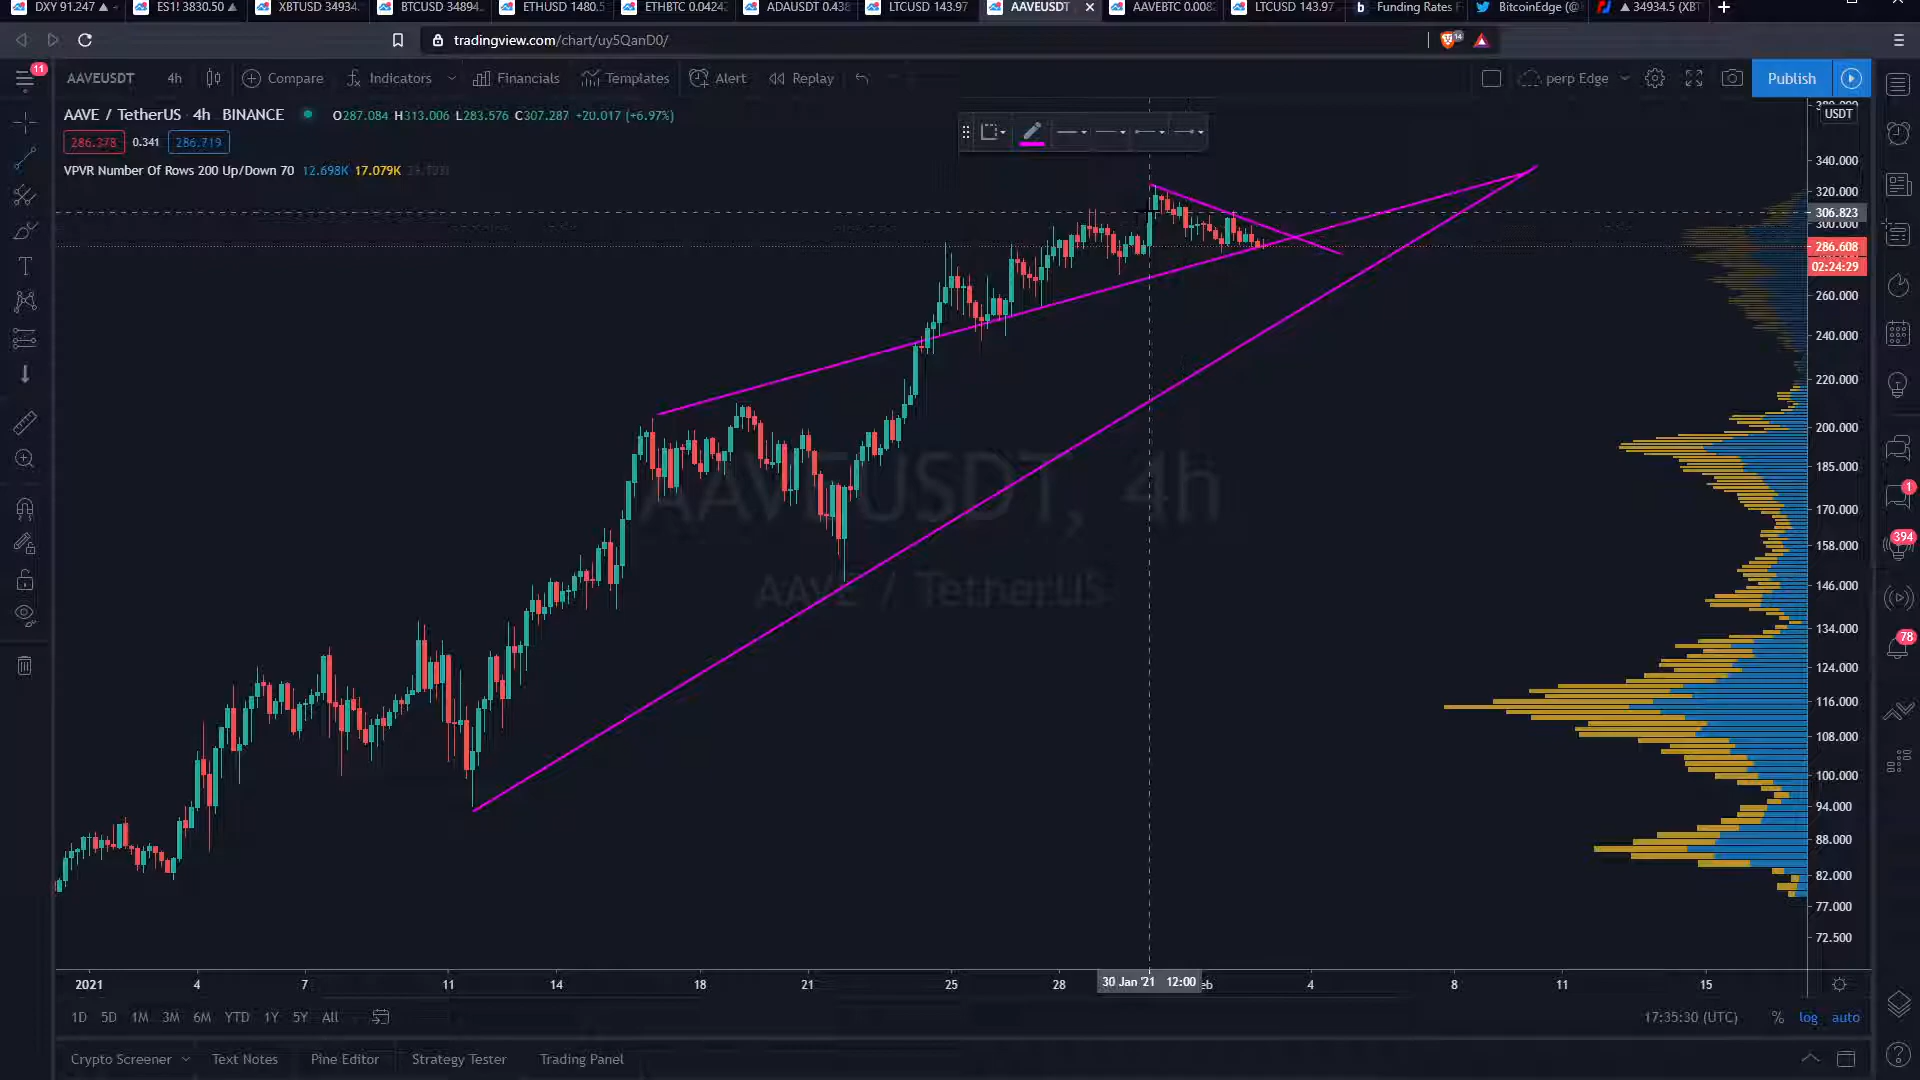 DXY 91.247 ES1! 3830.50 XBTUSD 34934. BTCUSD 34894. ETHUSD 1480.5 ETHBTC 0.0424 ADAUSDT 0.438 LTCUSD 143.97 AAVEUSDT AAVEBTC 0.008 LTCUSD 143.97 Funding Rates F BitcoinEdge (@ 34934.5 (XBT
tradingview.com/chart/uy5QanD0/ 14
11 AAVEUSDT 4h Compare Indicators Financials Templates Alert Replay perp Edge Publish
AAVE / TetherUS 4h BINANCE O287.084 H313.006 L283.576 C307.287 +20.017 (+6.97%)
USDT
286.378 0.341 286.719
VPVR Number Of Rows 200 Up/Down 70 12.698K 17.079K
340.000
320.000
306.823
300.000
286.608
02:24:29
260.000
240.000
220.000
200.000
185.000
170.000
158.000
146.000
134.000
124.000
116.000
108.000
100.000
94.000
88.000
82.000
77.000
72.500
AAVEUSDT, 4h
AAVE / TetherUS
1
394
78
2021 4 7 11 14 18 21 25 28 30 Jan '21 12:00 eb 4 8 11 15
1D 5D 1M 3M 6M YTD 1Y 5Y All 17:35:30 (UTC) % log auto
Crypto Screener Text Notes Pine Editor Strategy Tester Trading Panel